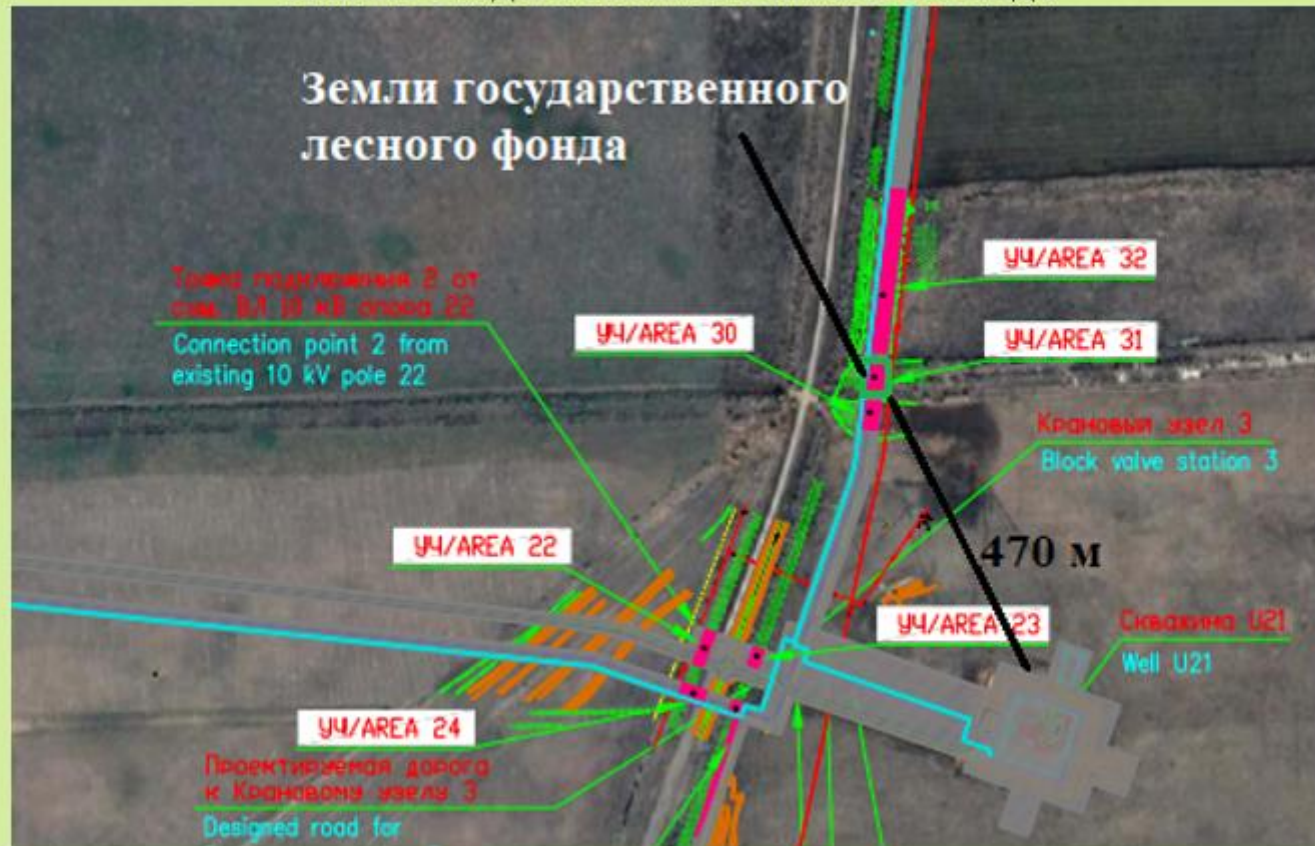 Земли государственного
лесного фонда
УЧ/AREA 32
Точка подключения 2 от
сущ. ВЛ 10 кВ опора 22
Connection point 2 from
existing 10 kV pole 22
УЧ/AREA 30
УЧ/AREA 31
Крановый узел 3
Block valve station 3
УЧ/AREA 22
470 м
УЧ/AREA 23
Скважина U21
Well U21
УЧ/AREA 24
Проектируемая дорога
к Крановому узелу 3
Designed road for